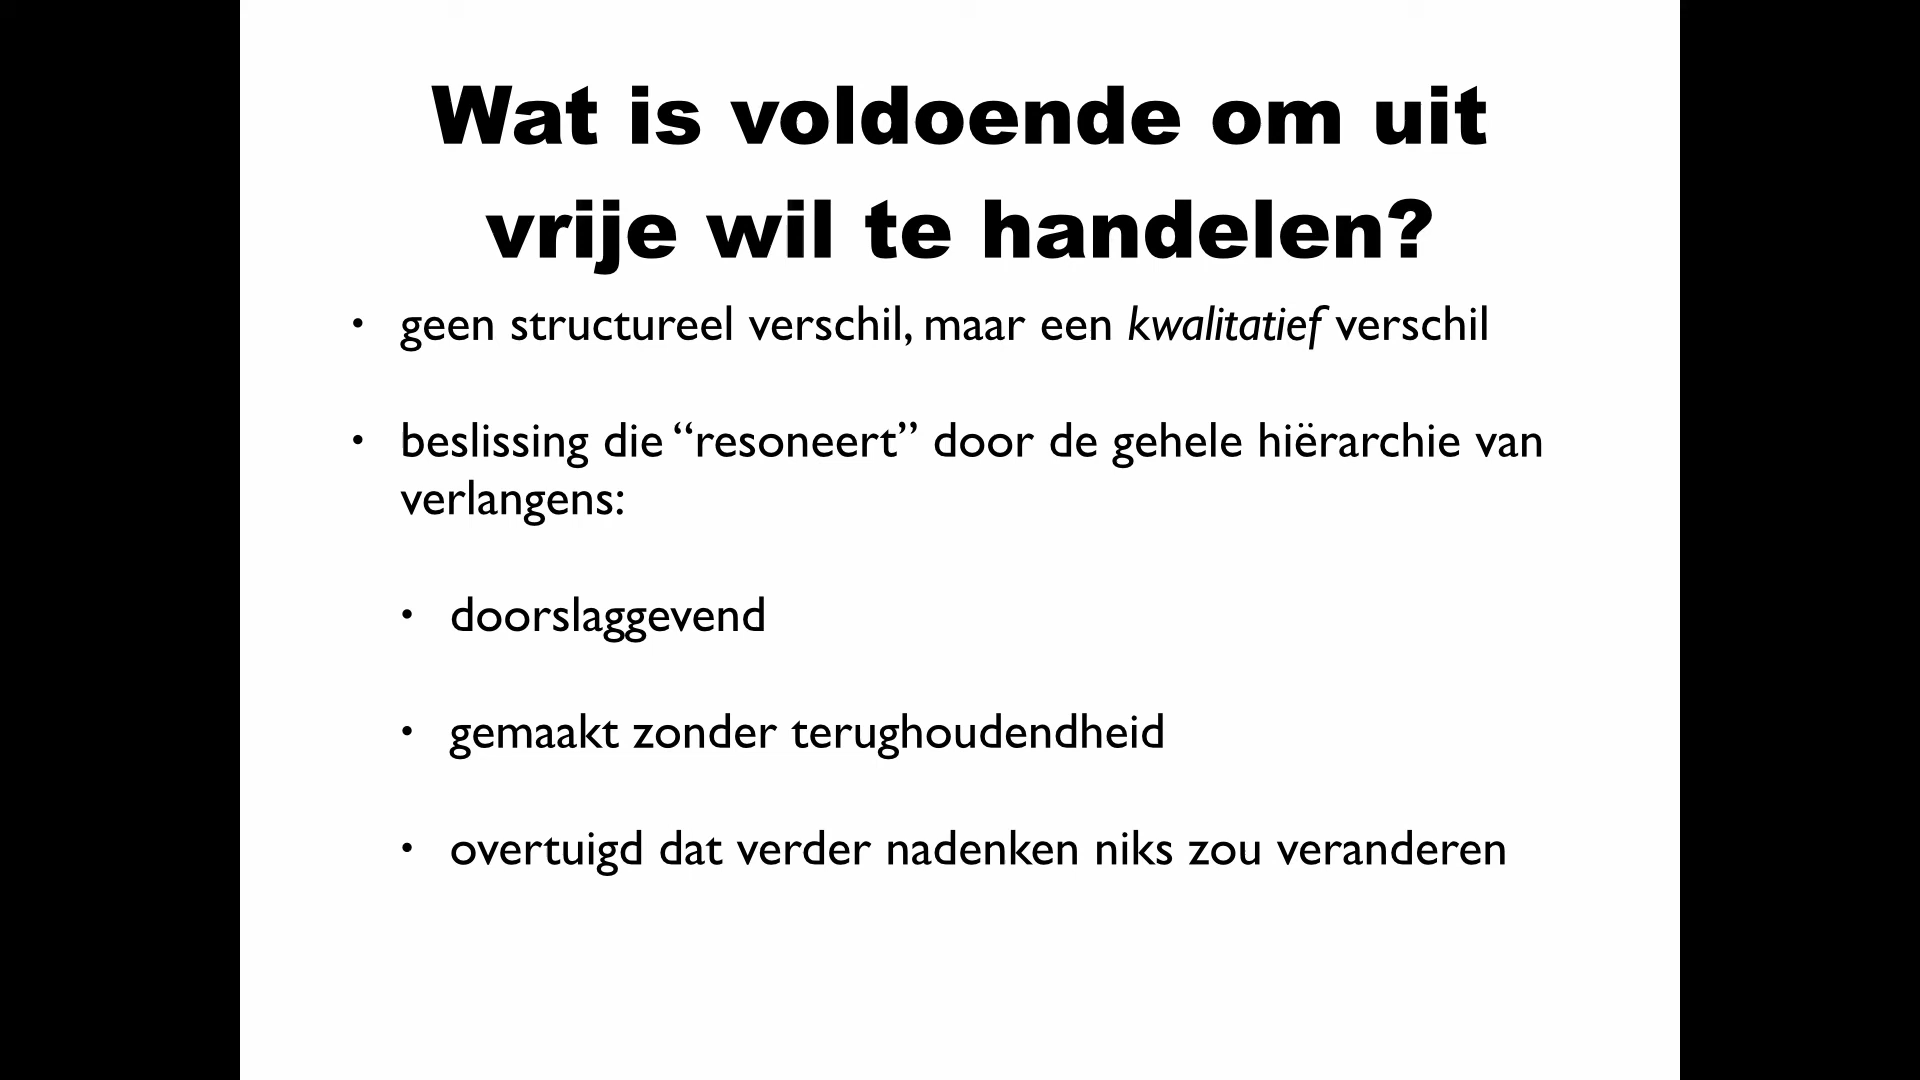 Wat is voldoende om uit
vrije wil te handelen?
• geen structureel verschil, maar een kwalitatief verschil
• beslissing die “resoneert” door de gehele hiërarchie van
verlangens:
• doorslaggevend
• gemaakt zonder terughoudendheid
• overtuigd dat verder nadenken niks zou veranderen